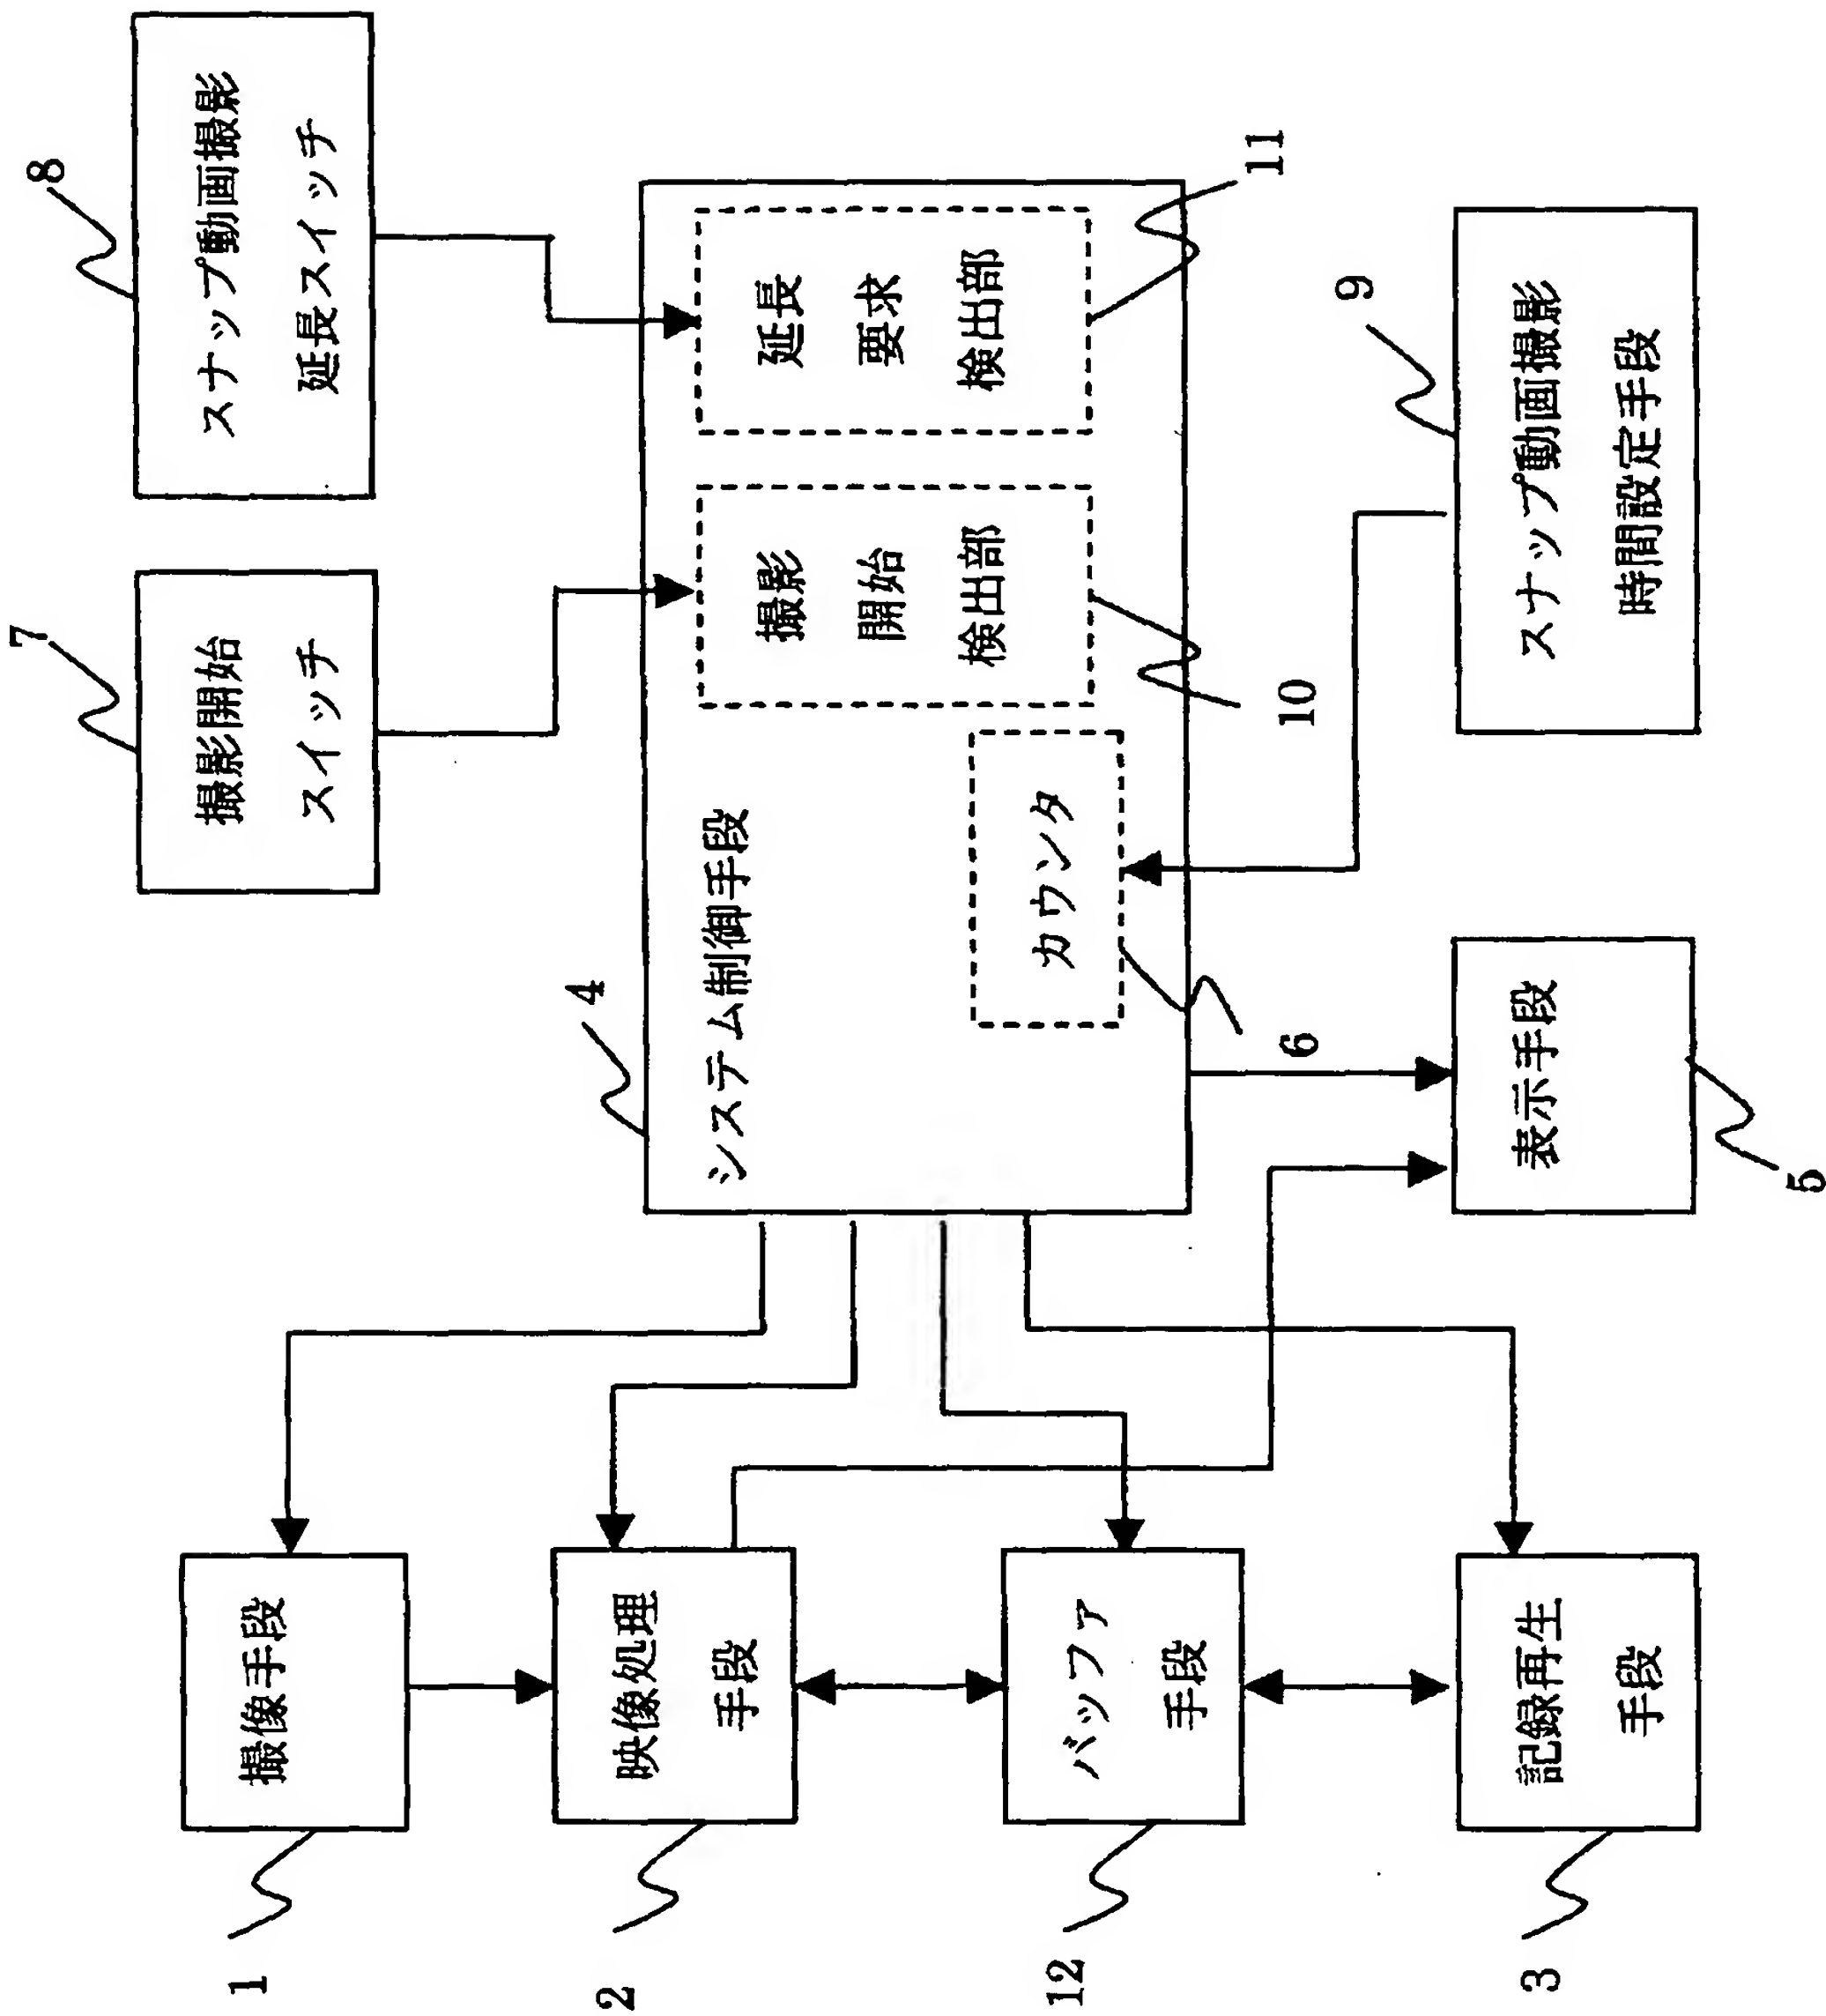 1
撮像手段
2
映像処理
手段
12
バッファ
手段
3
記録再生
手段
4
システム制御手段
カウンタ
6
撮影
開始
検出部
10
延長
要求
検出部
11
7
撮影開始
スイッチ
8
スナップ動画撮影
延長スイッチ
5
表示手段
9
スナップ動画撮影
時間設定手段